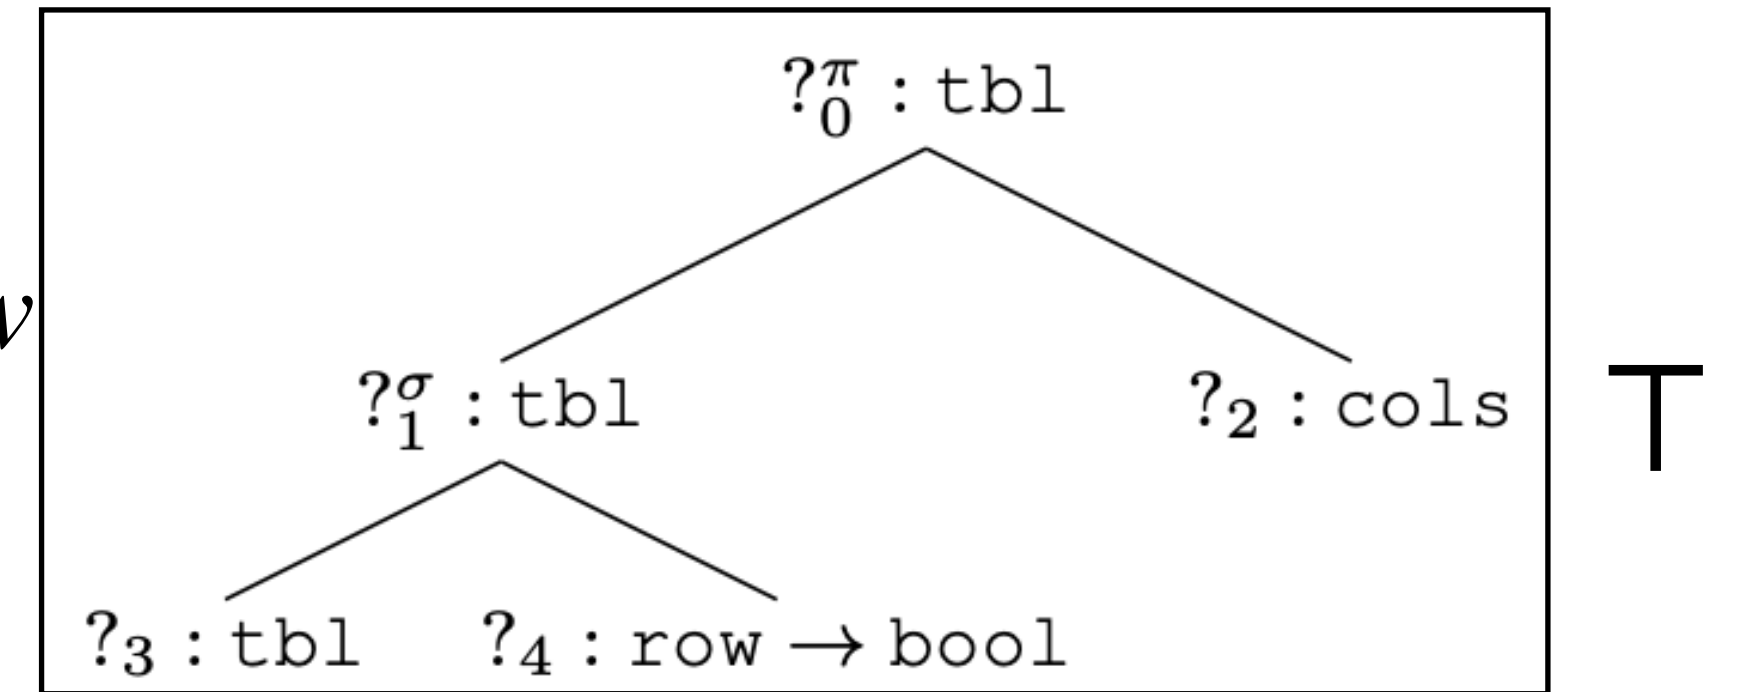 ?₀^π : tbl
v
?₁^σ : tbl ?₂ : cols
⊤
?₃ : tbl ?₄ : row → bool